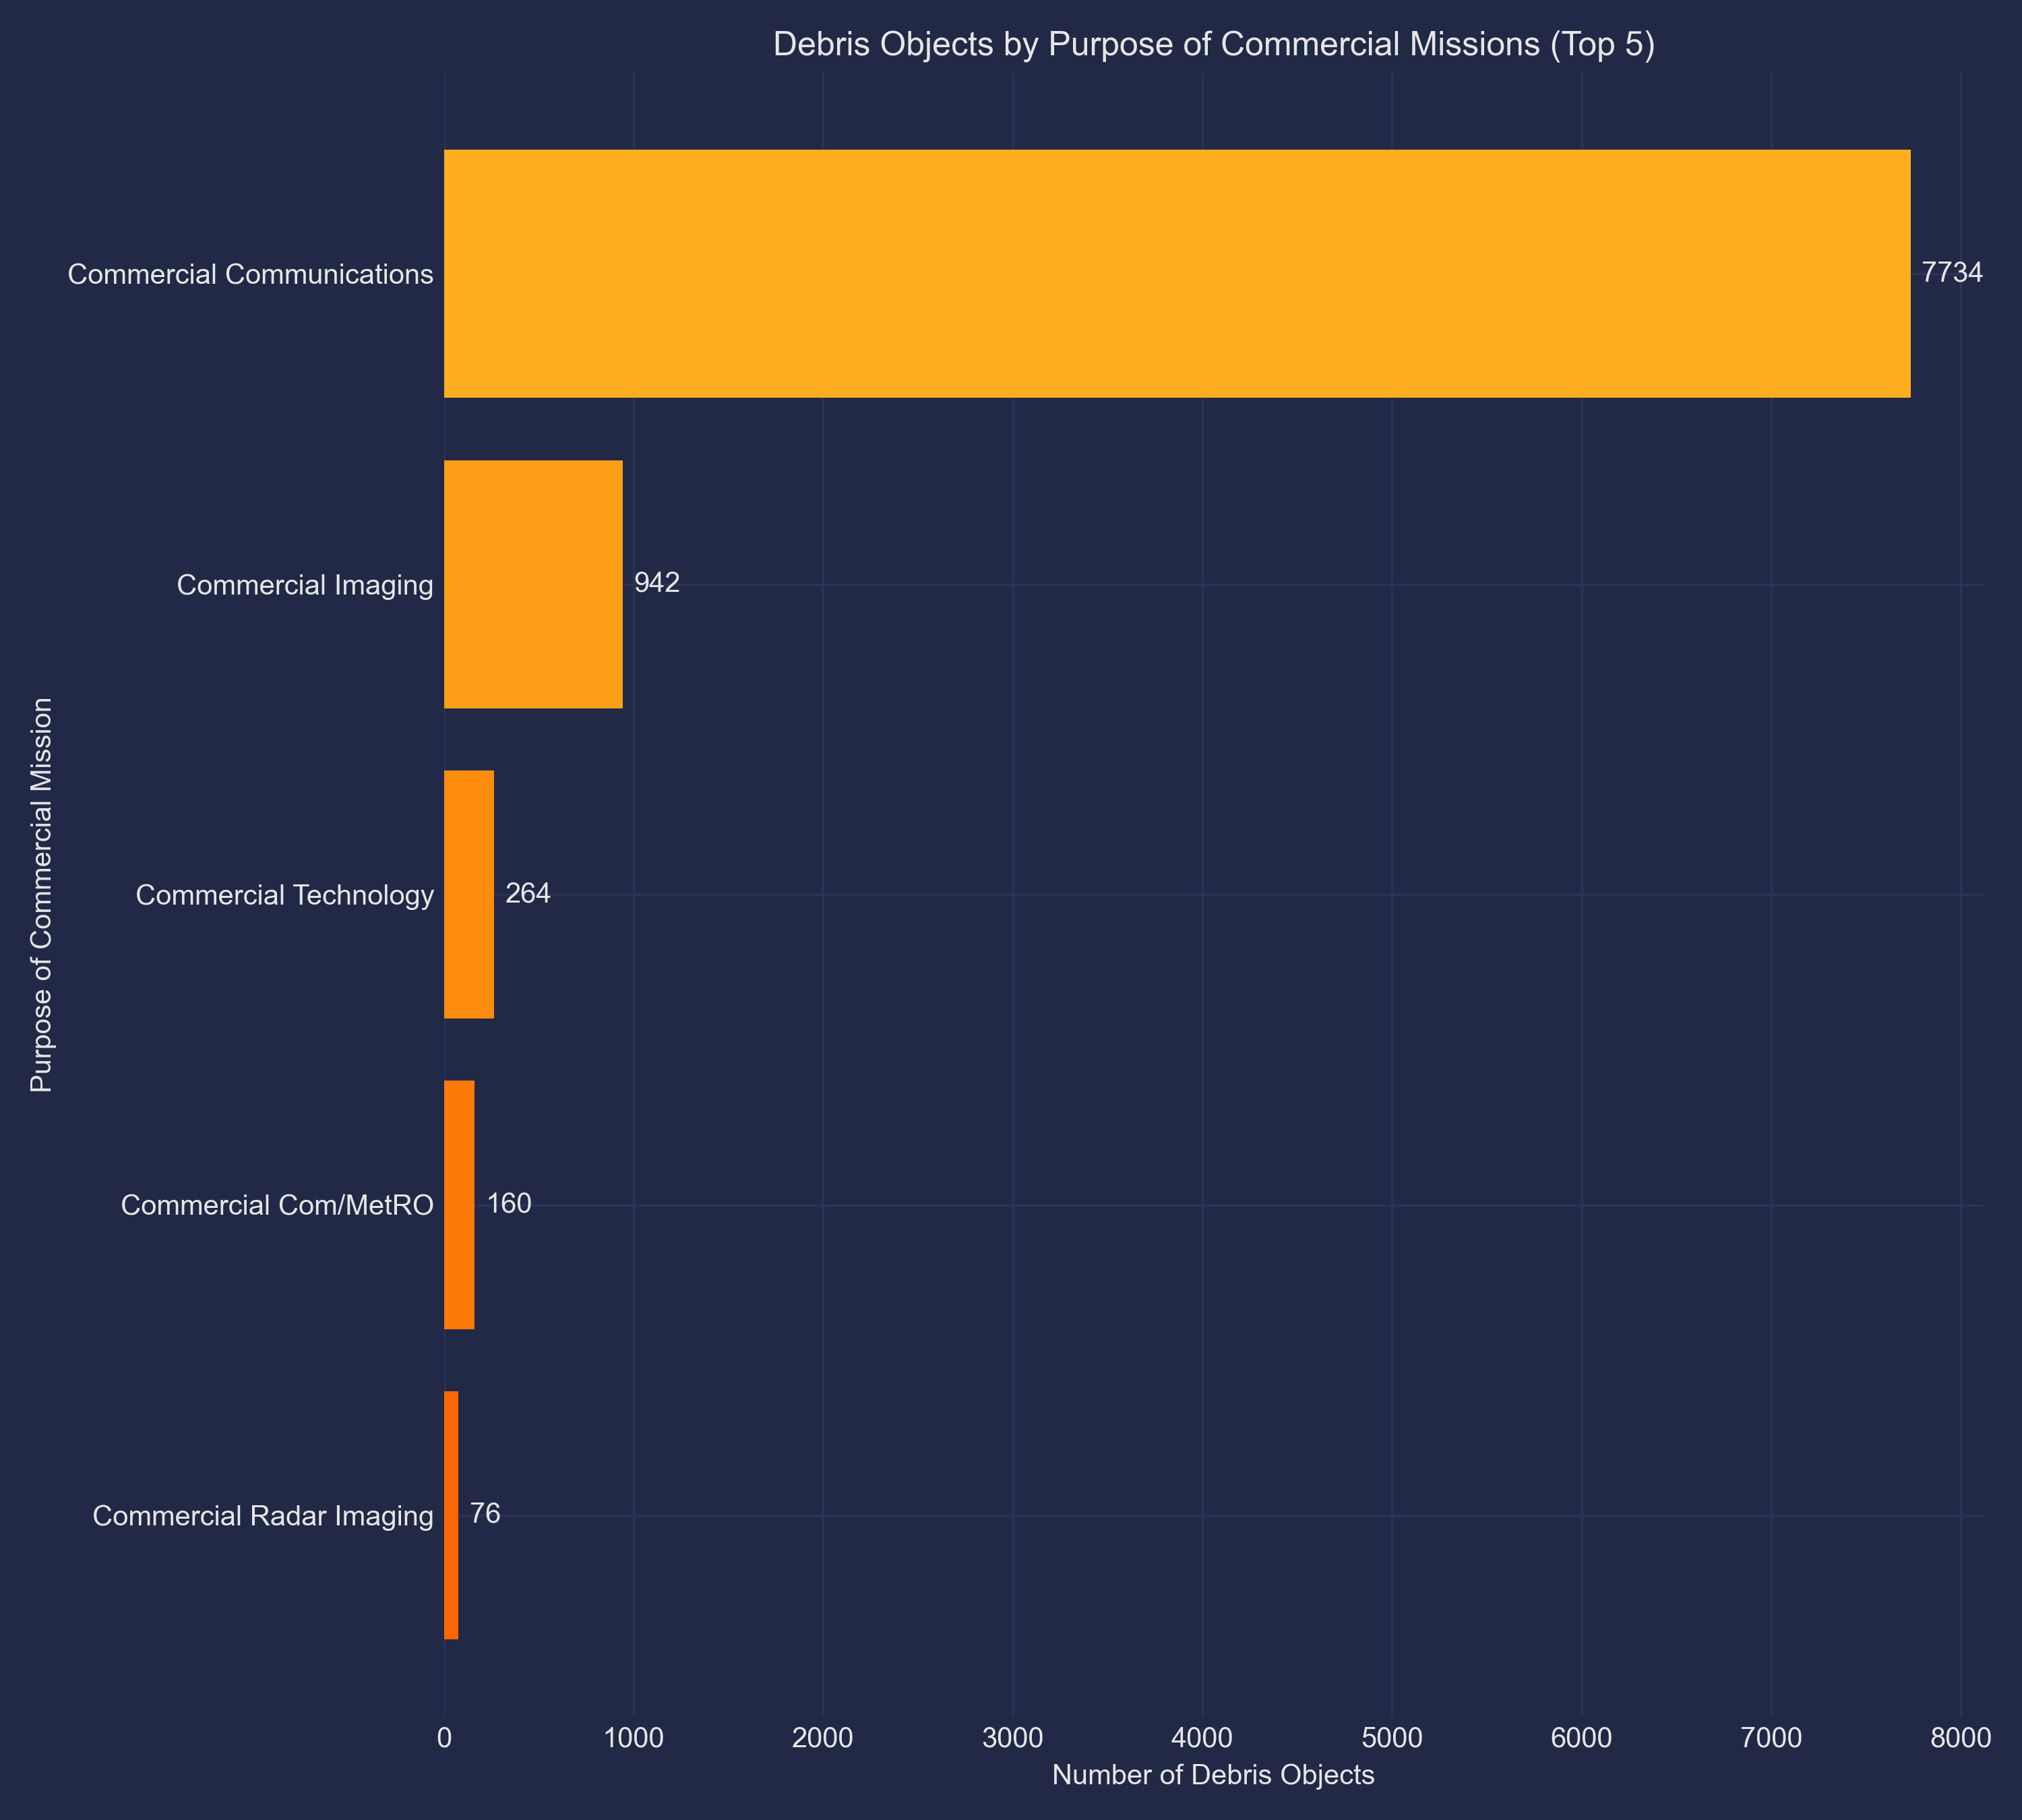 Debris Objects by Purpose of Commercial Missions (Top 5)
Purpose of Commercial Mission
Commercial Communications 7734
Commercial Imaging 942
Commercial Technology 264
Commercial Com/MetRO 160
Commercial Radar Imaging 76
0 1000 2000 3000 4000 5000 6000 7000 8000
Number of Debris Objects